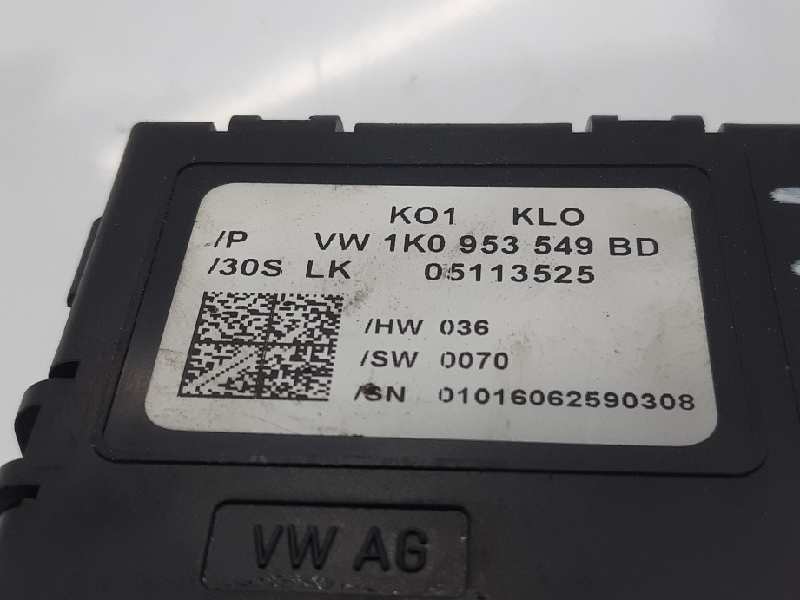 KO1 KLO
/P VW 1K0 953 549 BD
/30S LK 05113525
/HW 036
/SW 0070
/SN 01016062590308
VW AG